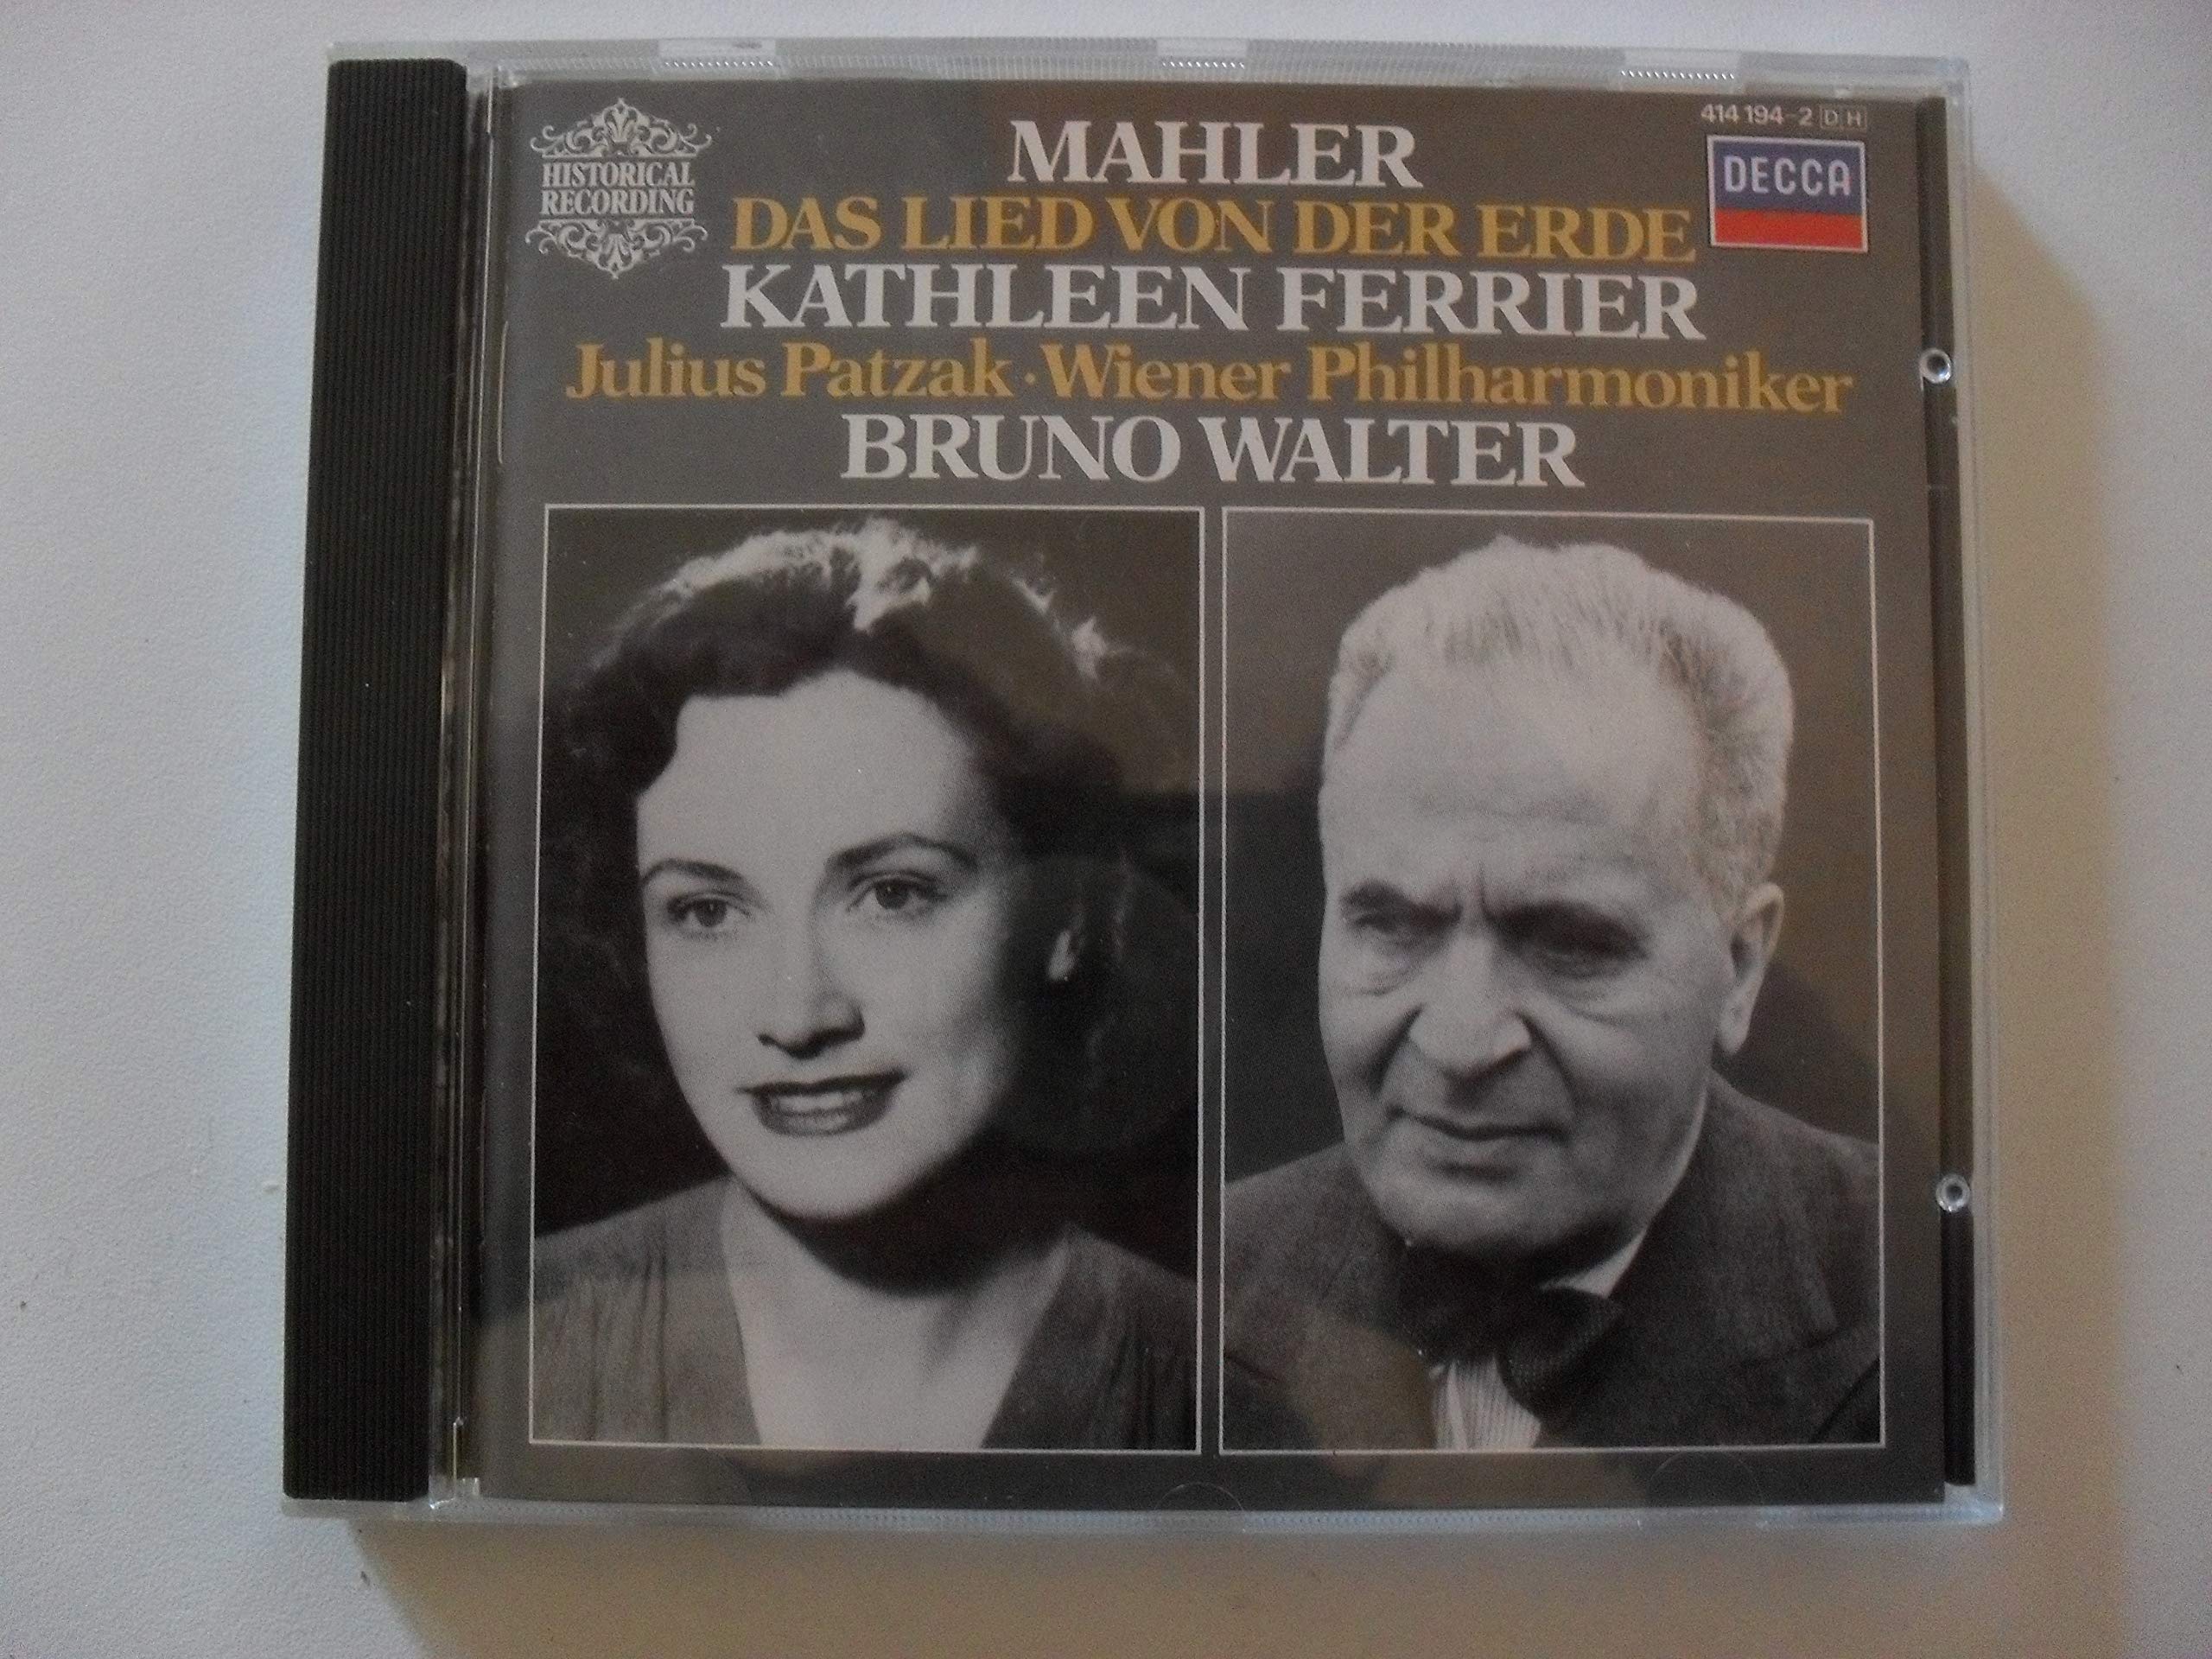 414 194-2 DH
HISTORICAL
RECORDING
DECCA
MAHLER
DAS LIED VON DER ERDE
KATHLEEN FERRIER
Julius Patzak · Wiener Philharmoniker
BRUNO WALTER